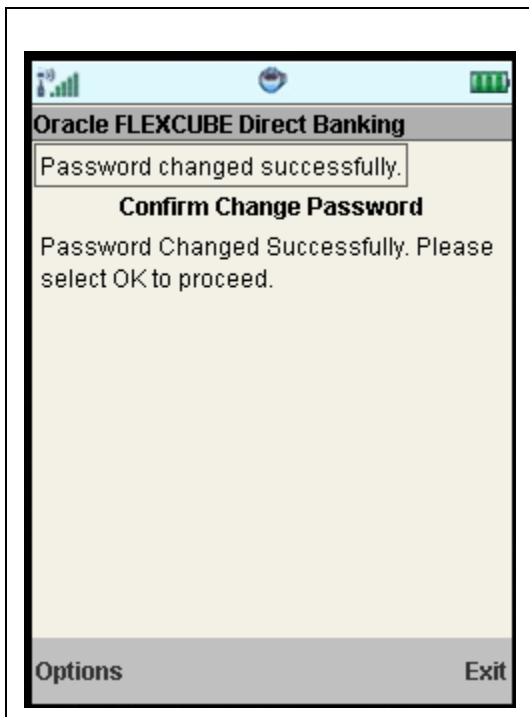 Oracle FLEXCUBE Direct Banking
Password changed successfully.
Confirm Change Password
Password Changed Successfully. Please
select OK to proceed.
Options Exit